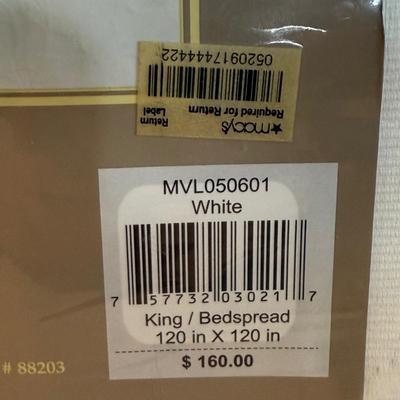 052091744422
★macy's
Required for Return
Return
Label
MVL050601
White
7 57732 03021 7
King / Bedspread
120 in X 120 in
$ 160.00
# 88203